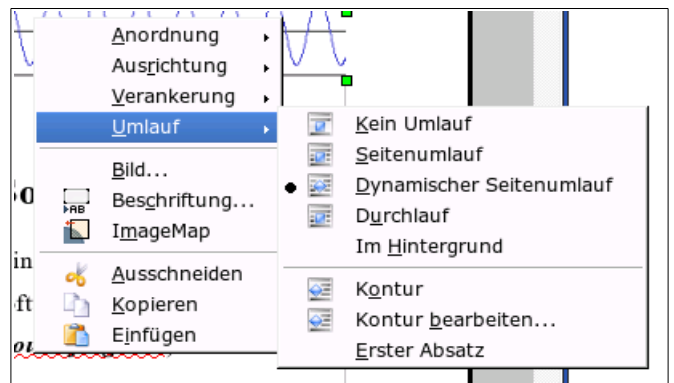 Anordnung
Ausrichtung
Verankerung
Umlauf
Bild...
Beschriftung...
ImageMap
Ausschneiden
Kopieren
Einfügen
Kein Umlauf
Seitenumlauf
Dynamischer Seitenumlauf
Durchlauf
Im Hintergrund
Kontur
Kontur bearbeiten...
Erster Absatz